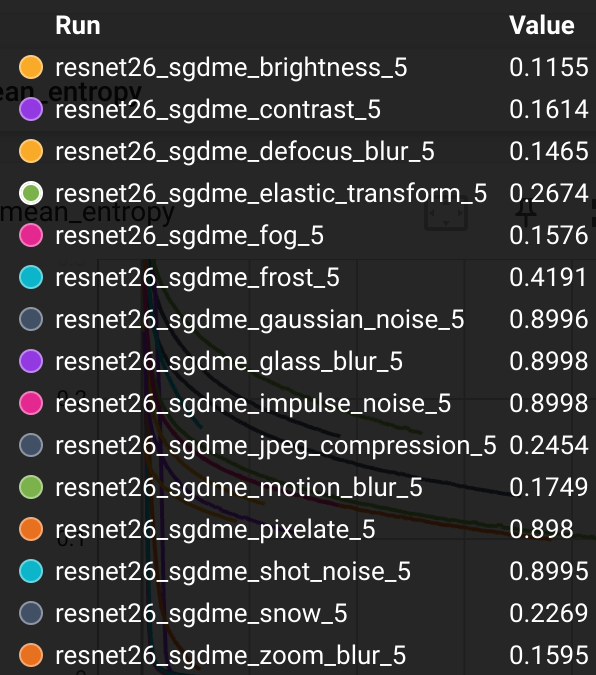 Run Value
resnet26_sgdme_brightness_5 0.1155
ean_entropy
resnet26_sgdme_contrast_5 0.1614
resnet26_sgdme_defocus_blur_5 0.1465
resnet26_sgdme_elastic_transform_5 0.2674
mean_entropy
resnet26_sgdme_fog_5 0.1576
resnet26_sgdme_frost_5 0.4191
resnet26_sgdme_gaussian_noise_5 0.8996
resnet26_sgdme_glass_blur_5 0.8998
resnet26_sgdme_impulse_noise_5 0.8998
resnet26_sgdme_jpeg_compression_5 0.2454
resnet26_sgdme_motion_blur_5 0.1749
resnet26_sgdme_pixelate_5 0.898
resnet26_sgdme_shot_noise_5 0.8995
resnet26_sgdme_snow_5 0.2269
resnet26_sgdme_zoom_blur_5 0.1595